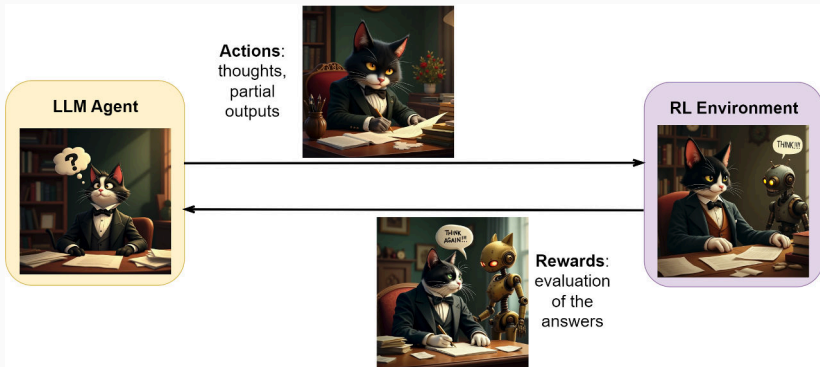 Actions:
thoughts,
partial
outputs
LLM Agent
?
RL Environment
THINK!!!
THINK
AGAIN!!!
Rewards:
evaluation
of the
answers